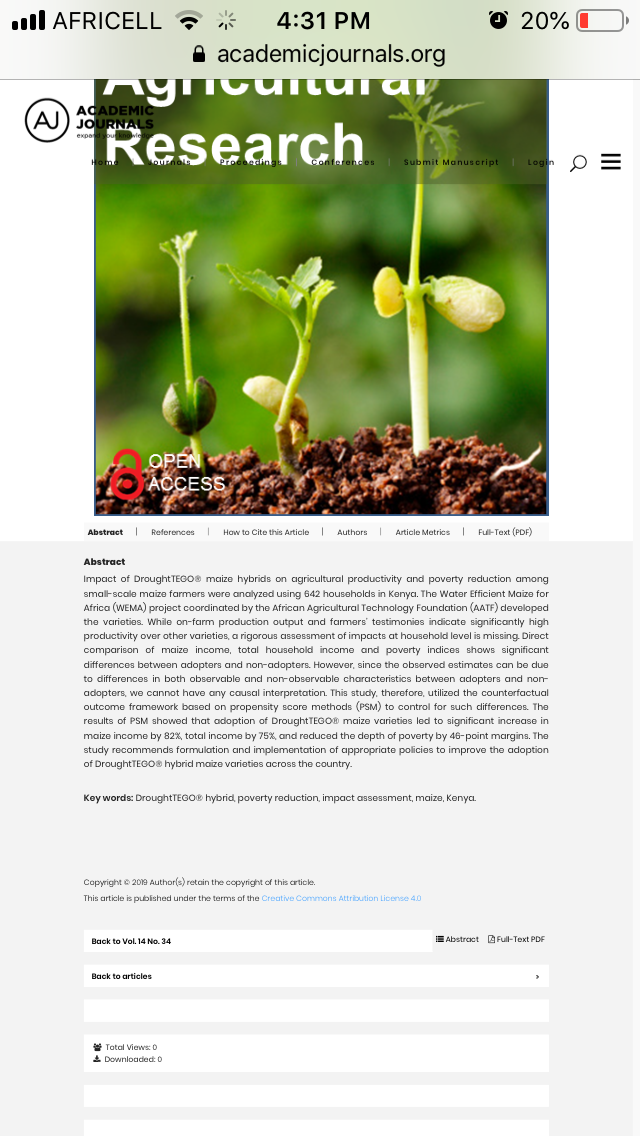 AFRICELL 4:31 PM 20%
academicjournals.org
Agricultural
Research
AJ ACADEMIC
JOURNALS
expand your knowledge
Home | Journals | Proceedings | Conferences | Submit Manuscript | Login
OPEN
ACCESS
Abstract | References | How to Cite this Article | Authors | Article Metrics | Full-Text (PDF)
Abstract
Impact of DroughtTEGO® maize hybrids on agricultural productivity and poverty reduction among
small-scale maize farmers were analyzed using 642 households in Kenya. The Water Efficient Maize for
Africa (WEMA) project coordinated by the African Agricultural Technology Foundation (AATF) developed
the varieties. While on-farm production output and farmers' testimonies indicate significantly high
productivity over other varieties, a rigorous assessment of impacts at household level is missing. Direct
comparison of maize income, total household income and poverty indices shows significant
differences between adopters and non-adopters. However, since the observed estimates can be due
to differences in both observable and non-observable characteristics between adopters and non-
adopters, we cannot have any causal interpretation. This study, therefore, utilized the counterfactual
outcome framework based on propensity score methods (PSM) to control for such differences. The
results of PSM showed that adoption of DroughtTEGO® maize varieties led to significant increase in
maize income by 82%, total income by 75%, and reduced the depth of poverty by 46-point margins. The
study recommends formulation and implementation of appropriate policies to improve the adoption
of DroughtTEGO® hybrid maize varieties across the country.
Key words: DroughtTEGO® hybrid, poverty reduction, impact assessment, maize, Kenya.
Copyright © 2019 Author(s) retain the copyright of this article.
This article is published under the terms of the Creative Commons Attribution License 4.0
Back to Vol. 14 No. 34 Abstract Full-Text PDF
Back to articles >
Total Views: 0
Downloaded: 0